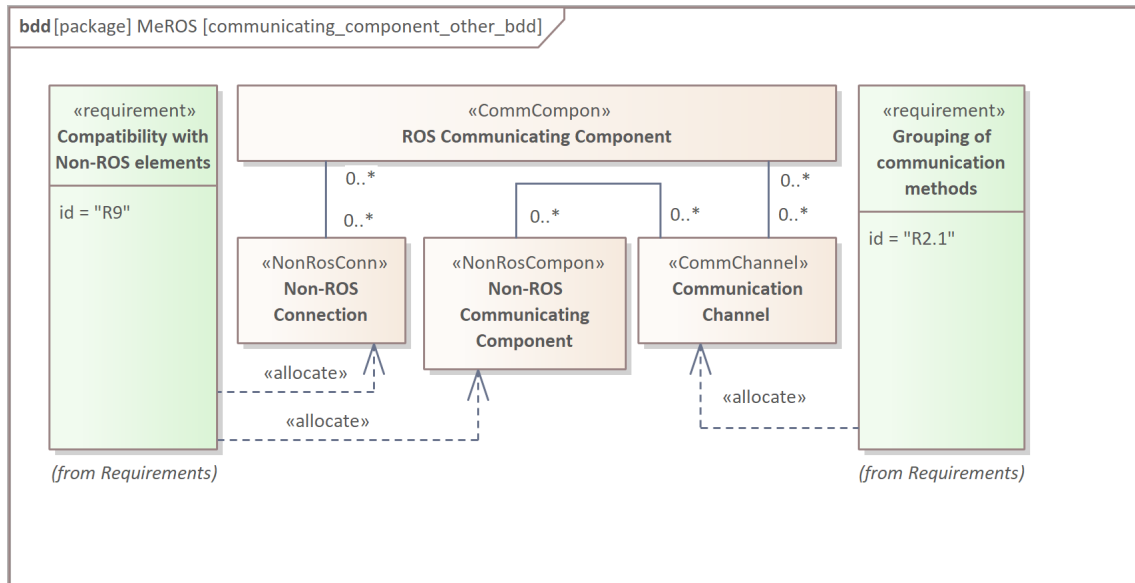 bdd [package] MeROS [communicating_component_other_bdd]
«requirement»
Compatibility with
Non-ROS elements
id = "R9"
(from Requirements)
«CommCompon»
ROS Communicating Component
0..*
0..*
0..*
0..*
0..*
0..*
«NonRosConn»
Non-ROS
Connection
«NonRosCompon»
Non-ROS
Communicating
Component
«CommChannel»
Communication
Channel
«allocate»
«allocate»
«allocate»
«requirement»
Grouping of
communication
methods
id = "R2.1"
(from Requirements)